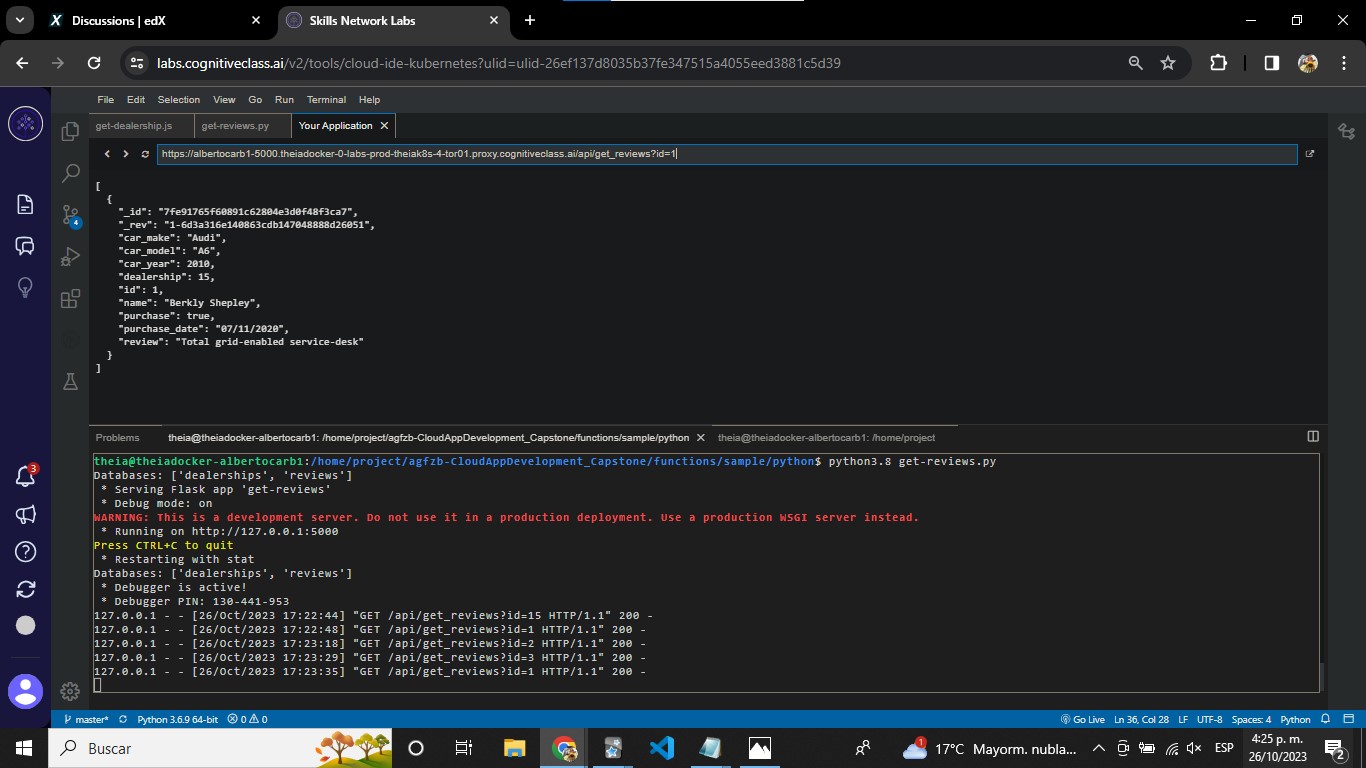 Discussions | edX
Skills Network Labs
labs.cognitiveclass.ai/v2/tools/cloud-ide-kubernetes?ulid=ulid-26ef137d8035b37fe347515a4055eed3881c5d39
File Edit Selection View Go Run Terminal Help
get-dealership.js get-reviews.py Your Application
https://albertocarb1-5000.theiadocker-0-labs-prod-theiak8s-4-tor01.proxy.cognitiveclass.ai/api/get_reviews?id=1
[
{
"_id": "7fe91765f60891c62804e3d0f48f3ca7",
"_rev": "1-6d3a316e140863cdb147048888d26051",
"car_make": "Audi",
"car_model": "A6",
"car_year": 2010,
"dealership": 15,
"id": 1,
"name": "Berkly Shepley",
"purchase": true,
"purchase_date": "07/11/2020",
"review": "Total grid-enabled service-desk"
}
]
4
3
Problems theia@theiadocker-albertocarb1: /home/project/agfzb-CloudAppDevelopment_Capstone/functions/sample/python theia@theiadocker-albertocarb1: /home/project
theia@theiadocker-albertocarb1:/home/project/agfzb-CloudAppDevelopment_Capstone/functions/sample/python$ python3.8 get-reviews.py
Databases: ['dealerships', 'reviews']
* Serving Flask app 'get-reviews'
* Debug mode: on
WARNING: This is a development server. Do not use it in a production deployment. Use a production WSGI server instead.
* Running on http://127.0.0.1:5000
Press CTRL+C to quit
* Restarting with stat
Databases: ['dealerships', 'reviews']
* Debugger is active!
* Debugger PIN: 130-441-953
127.0.0.1 - - [26/Oct/2023 17:22:44] "GET /api/get_reviews?id=15 HTTP/1.1" 200 -
127.0.0.1 - - [26/Oct/2023 17:22:48] "GET /api/get_reviews?id=1 HTTP/1.1" 200 -
127.0.0.1 - - [26/Oct/2023 17:23:18] "GET /api/get_reviews?id=2 HTTP/1.1" 200 -
127.0.0.1 - - [26/Oct/2023 17:23:29] "GET /api/get_reviews?id=3 HTTP/1.1" 200 -
127.0.0.1 - - [26/Oct/2023 17:23:35] "GET /api/get_reviews?id=1 HTTP/1.1" 200 -
master* Python 3.6.9 64-bit 0 0 Go Live Ln 36, Col 28 LF UTF-8 Spaces: 4 Python
Buscar 1 17°C Mayorm. nubla... ESP 4:25 p. m.
26/10/2023 2